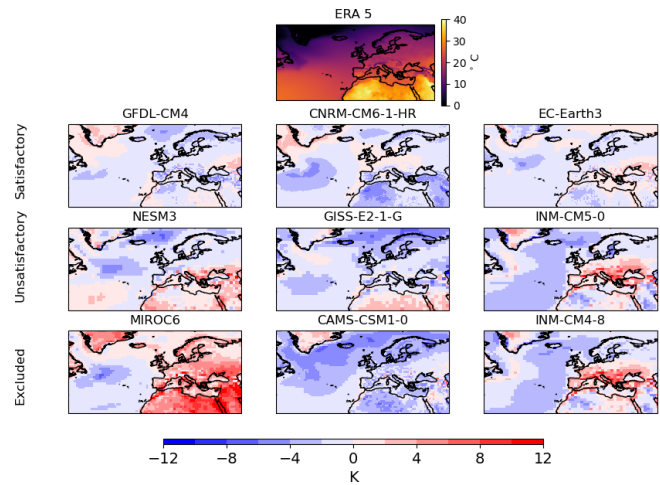 ERA 5
40
30
20
10
0
°C
Satisfactory
GFDL-CM4
CNRM-CM6-1-HR
EC-Earth3
Unsatisfactory
NESM3
GISS-E2-1-G
INM-CM5-0
Excluded
MIROC6
CAMS-CSM1-0
INM-CM4-8
−12 −8 −4 0 4 8 12
K